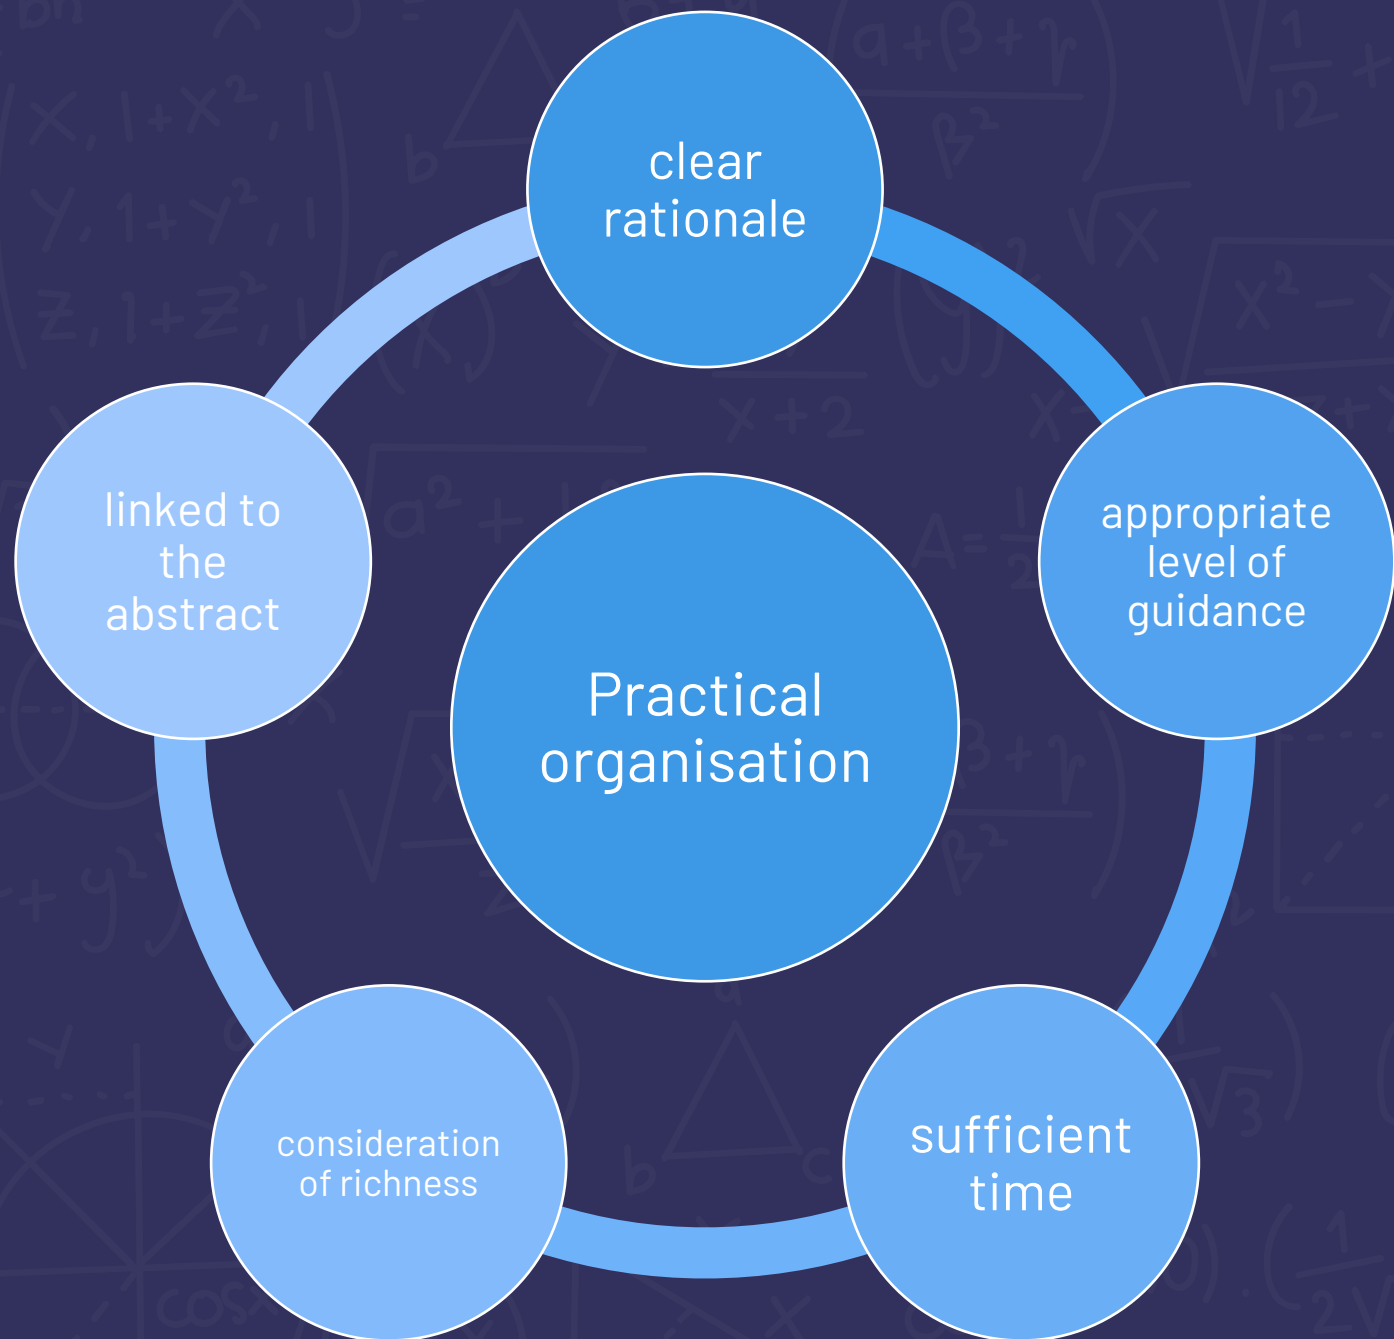 clear
rationale
appropriate
level of
guidance
sufficient
time
consideration
of richness
linked to
the
abstract
Practical
organisation